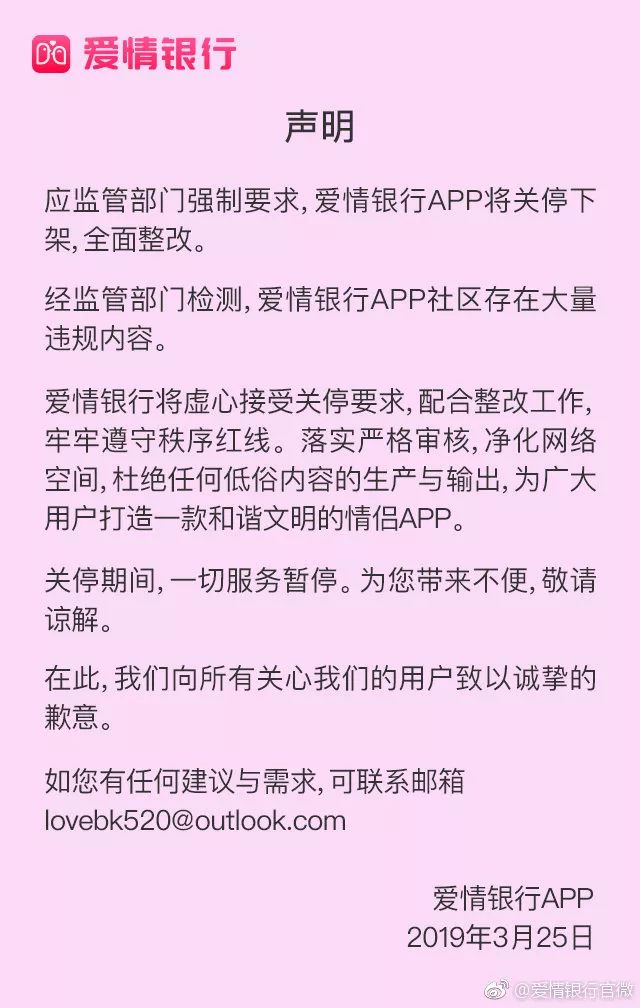 爱情银行
声明
应监管部门强制要求,爱情银行APP将关停下
架,全面整改。
经监管部门检测,爱情银行APP社区存在大量
违规内容。
爱情银行将虚心接受关停要求,配合整改工作,
牢牢遵守秩序红线。落实严格审核,净化网络
空间,杜绝任何低俗内容的生产与输出,为广大
用户打造一款和谐文明的情侣APP。
关停期间,一切服务暂停。为您带来不便,敬请
谅解。
在此,我们向所有关心我们的用户致以诚挚的
歉意。
如您有任何建议与需求,可联系邮箱
lovebk520@outlook.com
爱情银行APP
2019年3月25日
@爱情银行官微